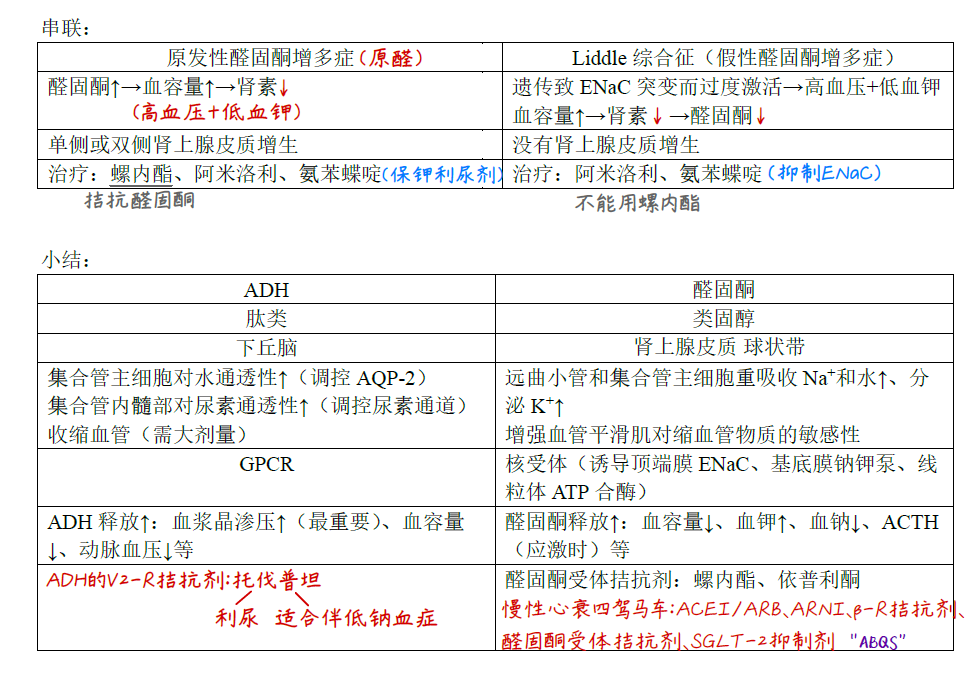 串联：
原发性醛固酮增多症(原醛)
Liddle 综合征（假性醛固酮增多症）
醛固酮↑→血容量↑→肾素↓
(高血压+低血钾)
遗传致 ENaC 突变而过度激活→高血压+低血钾
血容量↑→肾素↓→醛固酮↓
单侧或双侧肾上腺皮质增生
没有肾上腺皮质增生
治疗：螺内酯、阿米洛利、氨苯蝶啶(保钾利尿剂)
治疗：阿米洛利、氨苯蝶啶(抑制ENaC)
拮抗醛固酮
不能用螺内酯
小结：
ADH
醛固酮
肽类
类固醇
下丘脑
肾上腺皮质 球状带
集合管主细胞对水通透性↑（调控 AQP-2）
集合管内髓部对尿素通透性↑（调控尿素通道）
收缩血管（需大剂量）
远曲小管和集合管主细胞重吸收 Na⁺和水↑、分
泌 K⁺↑
增强血管平滑肌对缩血管物质的敏感性
GPCR
核受体（诱导顶端膜 ENaC、基底膜钠钾泵、线
粒体 ATP 合酶）
ADH 释放↑：血浆晶渗压↑（最重要）、血容量
↓、动脉血压↓等
醛固酮释放↑：血容量↓、血钾↑、血钠↓、ACTH
（应激时）等
ADH的V2-R拮抗剂:托伐普坦
利尿 适合伴低钠血症
醛固酮受体拮抗剂：螺内酯、依普利酮
慢性心衰四驾马车:ACEI/ARB、ARNI、β-R拮抗剂、
醛固酮受体拮抗剂、SGLT-2抑制剂 "ABQS"